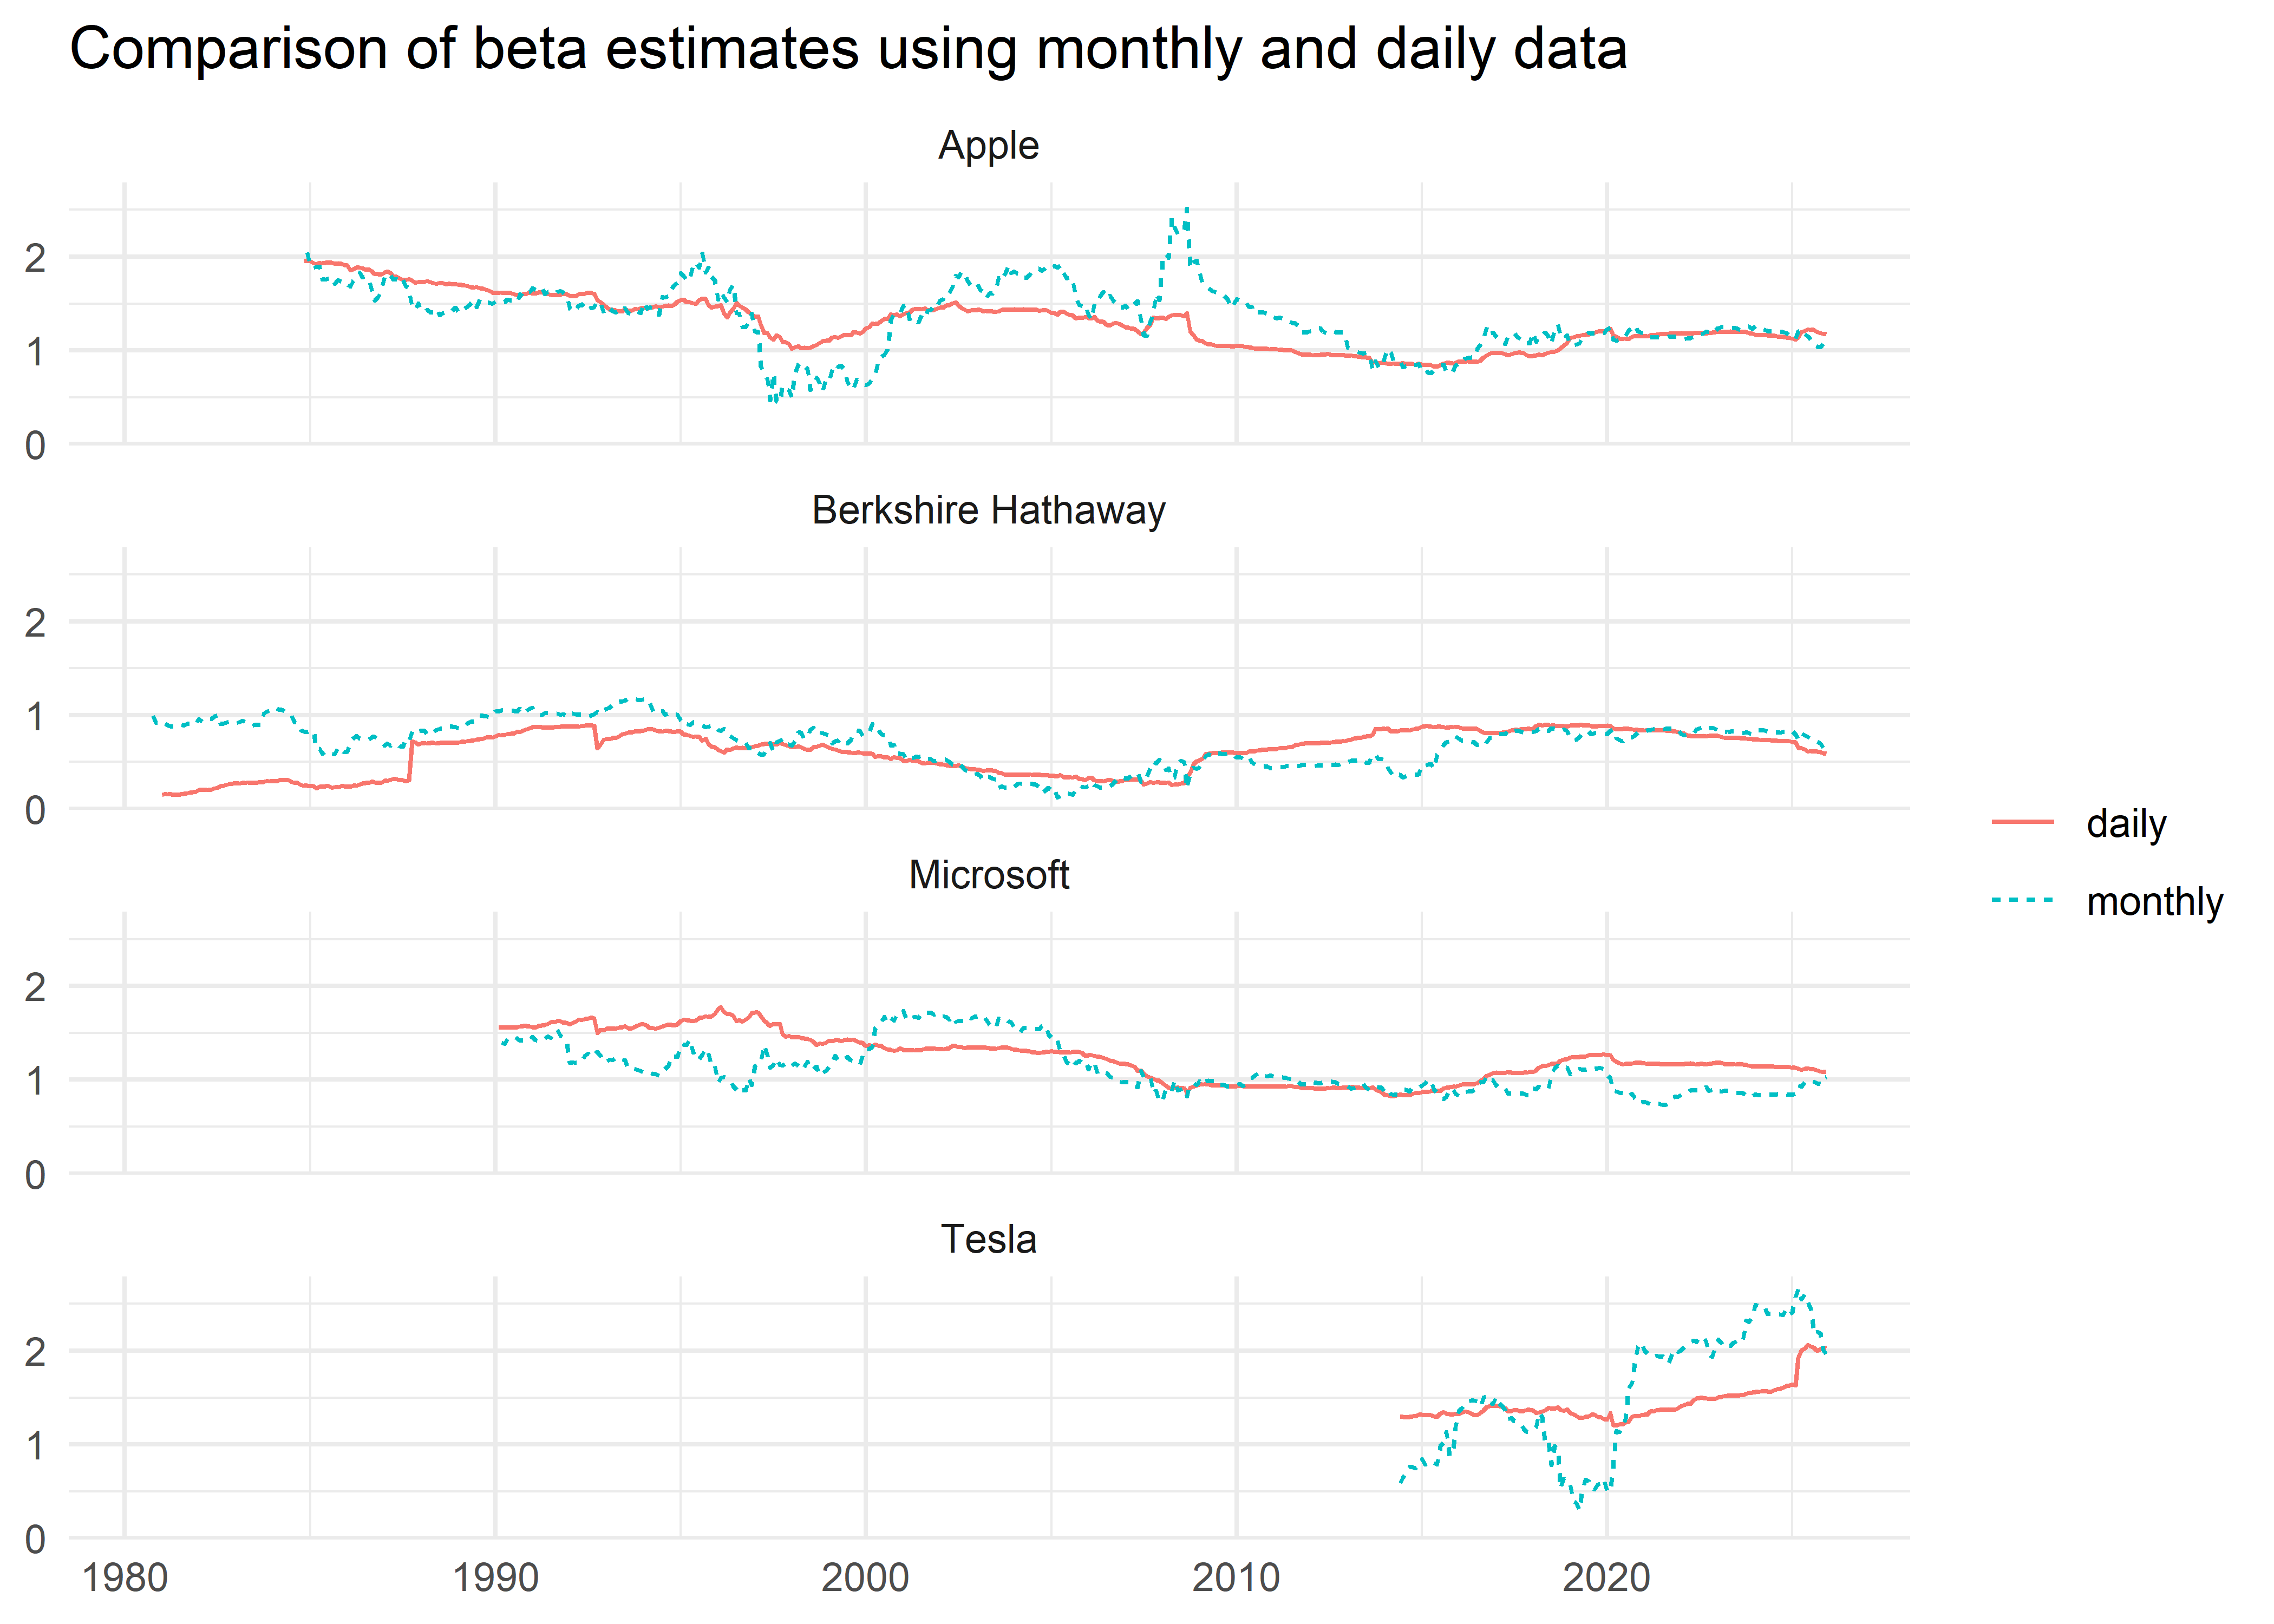 Comparison of beta estimates using monthly and daily data
Apple
2
1
0
Berkshire Hathaway
2
1
0
daily
monthly
Microsoft
2
1
0
Tesla
2
1
0
1980 1990 2000 2010 2020